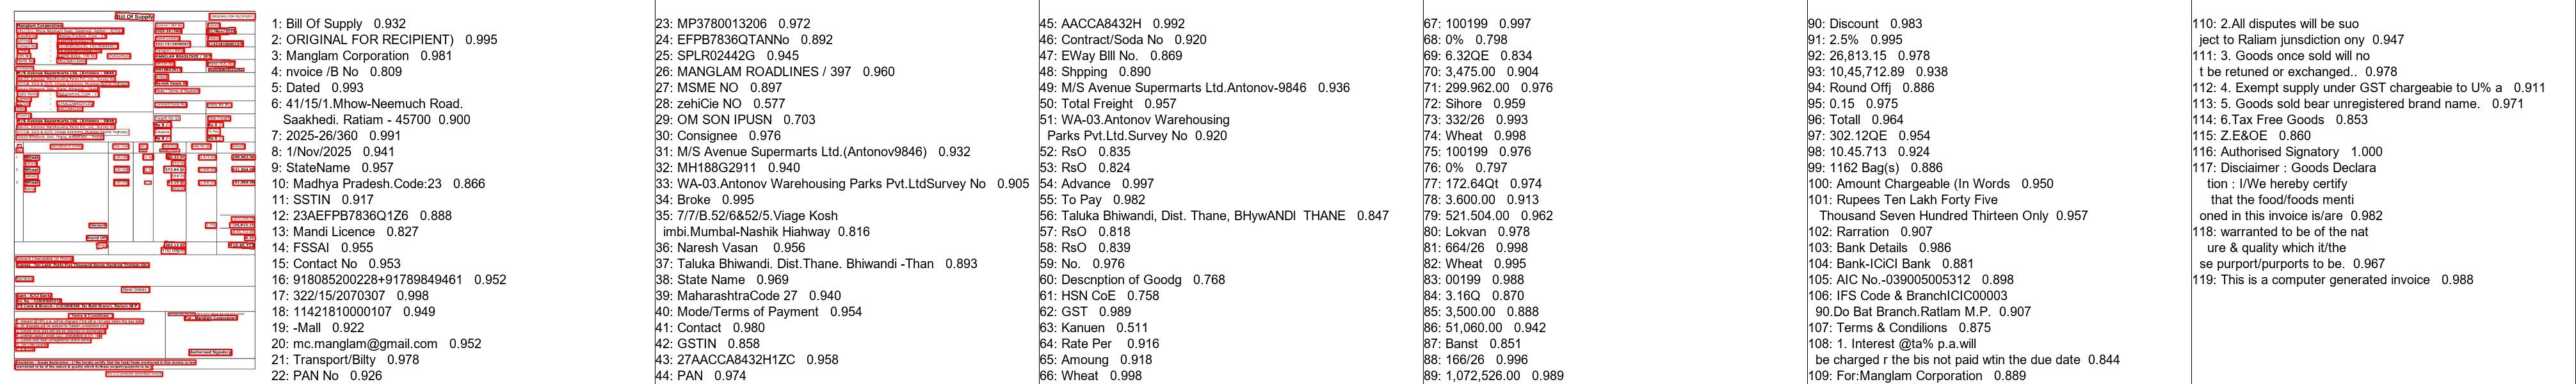 1: Bill Of Supply 0.932
2: ORIGINAL FOR RECIPIENT) 0.995
3: Manglam Corporation 0.981
4: nvoice /B No 0.809
5: Dated 0.993
6: 41/15/1.Mhow-Neemuch Road.
Saakhedi. Ratiam - 45700 0.900
7: 2025-26/360 0.991
8: 1/Nov/2025 0.941
9: StateName 0.957
10: Madhya Pradesh.Code:23 0.866
11: SSTIN 0.917
12: 23AEFPB7836Q1Z6 0.888
13: Mandi Licence 0.827
14: FSSAI 0.955
15: Contact No 0.953
16: 918085200228+91789849461 0.952
17: 322/15/2070307 0.998
18: 11421810000107 0.949
19: -Mall 0.922
20: mc.manglam@gmail.com 0.952
21: Transport/Bilty 0.978
22: PAN No 0.926
23: MP3780013206 0.972
24: EFPB7836QTANNo 0.892
25: SPLR02442G 0.945
26: MANGLAM ROADLINES / 397 0.960
27: MSME NO 0.897
28: zehiCie NO 0.577
29: OM SON IPUSN 0.703
30: Consignee 0.976
31: M/S Avenue Supermarts Ltd.(Antonov9846) 0.932
32: MH188G2911 0.940
33: WA-03.Antonov Warehousing Parks Pvt.LtdSurvey No 0.905
34: Broke 0.995
35: 7/7/B.52/6&52/5.Viage Kosh
imbi.Mumbal-Nashik Hiahway 0.816
36: Naresh Vasan 0.956
37: Taluka Bhiwandi. Dist.Thane. Bhiwandi -Than 0.893
38: State Name 0.969
39: MaharashtraCode 27 0.940
40: Mode/Terms of Payment 0.954
41: Contact 0.980
42: GSTIN 0.858
43: 27AACCA8432H1ZC 0.958
44: PAN 0.974
45: AACCA8432H 0.992
46: Contract/Soda No 0.920
47: EWay Blll No. 0.869
48: Shpping 0.890
49: M/S Avenue Supermarts Ltd.Antonov-9846 0.936
50: Total Freight 0.957
51: WA-03.Antonov Warehousing
Parks Pvt.Ltd.Survey No 0.920
52: RsO 0.835
53: RsO 0.824
54: Advance 0.997
55: To Pay 0.982
56: Taluka Bhiwandi, Dist. Thane, BHywANDl THANE 0.847
57: RsO 0.818
58: RsO 0.839
59: No. 0.976
60: Descnption of Goodg 0.768
61: HSN CoE 0.758
62: GST 0.989
63: Kanuen 0.511
64: Rate Per 0.916
65: Amoung 0.918
66: Wheat 0.998
67: 100199 0.997
68: 0% 0.798
69: 6.32QE 0.834
70: 3,475.00 0.904
71: 299.962.00 0.976
72: Sihore 0.959
73: 332/26 0.993
74: Wheat 0.998
75: 100199 0.976
76: 0% 0.797
77: 172.64Qt 0.974
78: 3.600.00 0.913
79: 521.504.00 0.962
80: Lokvan 0.978
81: 664/26 0.998
82: Wheat 0.995
83: 00199 0.988
84: 3.16Q 0.870
85: 3,500.00 0.888
86: 51,060.00 0.942
87: Banst 0.851
88: 166/26 0.996
89: 1,072,526.00 0.989
90: Discount 0.983
91: 2.5% 0.995
92: 26,813.15 0.978
93: 10,45,712.89 0.938
94: Round Offj 0.886
95: 0.15 0.975
96: Totall 0.964
97: 302.12QE 0.954
98: 10.45.713 0.924
99: 1162 Bag(s) 0.886
100: Amount Chargeable (In Words 0.950
101: Rupees Ten Lakh Forty Five
Thousand Seven Hundred Thirteen Only 0.957
102: Rarration 0.907
103: Bank Details 0.986
104: Bank-ICiCI Bank 0.881
105: AIC No.-039005005312 0.898
106: IFS Code & BranchICIC00003
90.Do Bat Branch.Ratlam M.P. 0.907
107: Terms & Condilions 0.875
108: 1. Interest @ta% p.a.will
be charged r the bis not paid wtin the due date 0.844
109: For:Manglam Corporation 0.889
110: 2.All disputes will be suo
ject to Raliam junsdiction ony 0.947
111: 3. Goods once sold will no
t be retuned or exchanged.. 0.978
112: 4. Exempt supply under GST chargeabie to U% a 0.911
113: 5. Goods sold bear unregistered brand name. 0.971
114: 6.Tax Free Goods 0.853
115: Z.E&OE 0.860
116: Authorised Signatory 1.000
117: Disciaimer : Goods Declara
tion : I/We hereby certify
that the food/foods menti
oned in this invoice is/are 0.982
118: warranted to be of the nat
ure & quality which it/the
se purport/purports to be. 0.967
119: This is a computer generated invoice 0.988